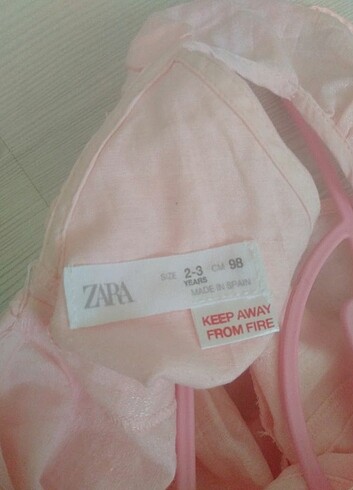 ZARA
SIZE 2-3 YEARS CM 98
MADE IN SPAIN
KEEP AWAY
FROM FIRE